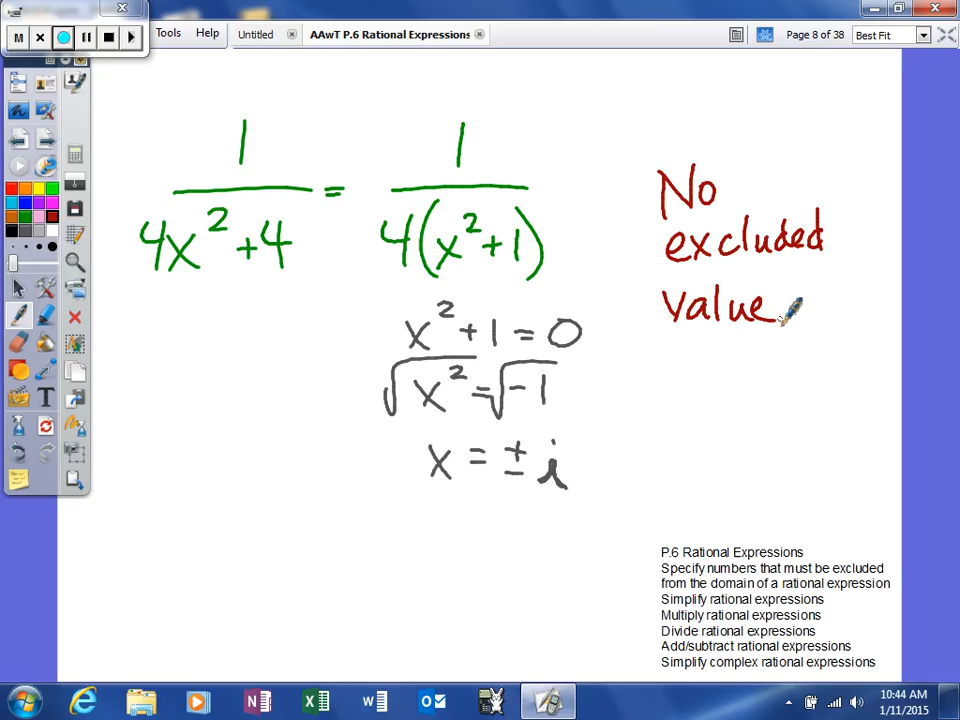 M
Tools Help Untitled AAwT P.6 Rational Expressions Page 8 of 38 Best Fit
1/(4x²+4) = 1/(4(x²+1))
x²+1=0
√x²=√-1
x = ± i
No
excluded
value
P.6 Rational Expressions
Specify numbers that must be excluded
from the domain of a rational expression
Simplify rational expressions
Multiply rational expressions
Divide rational expressions
Add/subtract rational expressions
Simplify complex rational expressions
10:44 AM
1/11/2015